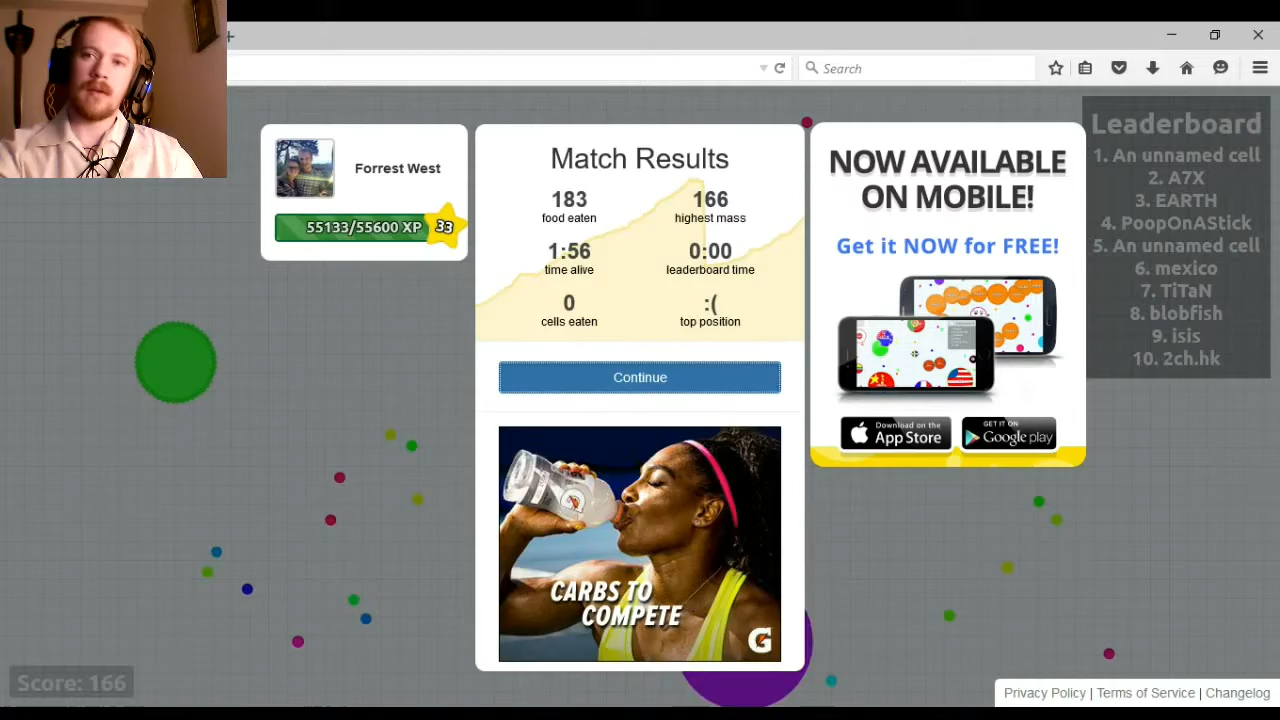 Search
Forrest West
55133/55600 XP
33
Match Results
183
food eaten
166
highest mass
1:56
time alive
0:00
leaderboard time
0
cells eaten
:(
top position
Continue
CARBS TO
COMPETE
G
NOW AVAILABLE
ON MOBILE!
Get it NOW for FREE!
Download on the
App Store
GET IT ON
Google play
Leaderboard
1. An unnamed cell
2. A7X
3. EARTH
4. PoopOnAStick
5. An unnamed cell
6. mexico
7. TiTaN
8. blobfish
9. isis
10. 2ch.hk
Score: 166
Privacy Policy | Terms of Service | Changelog